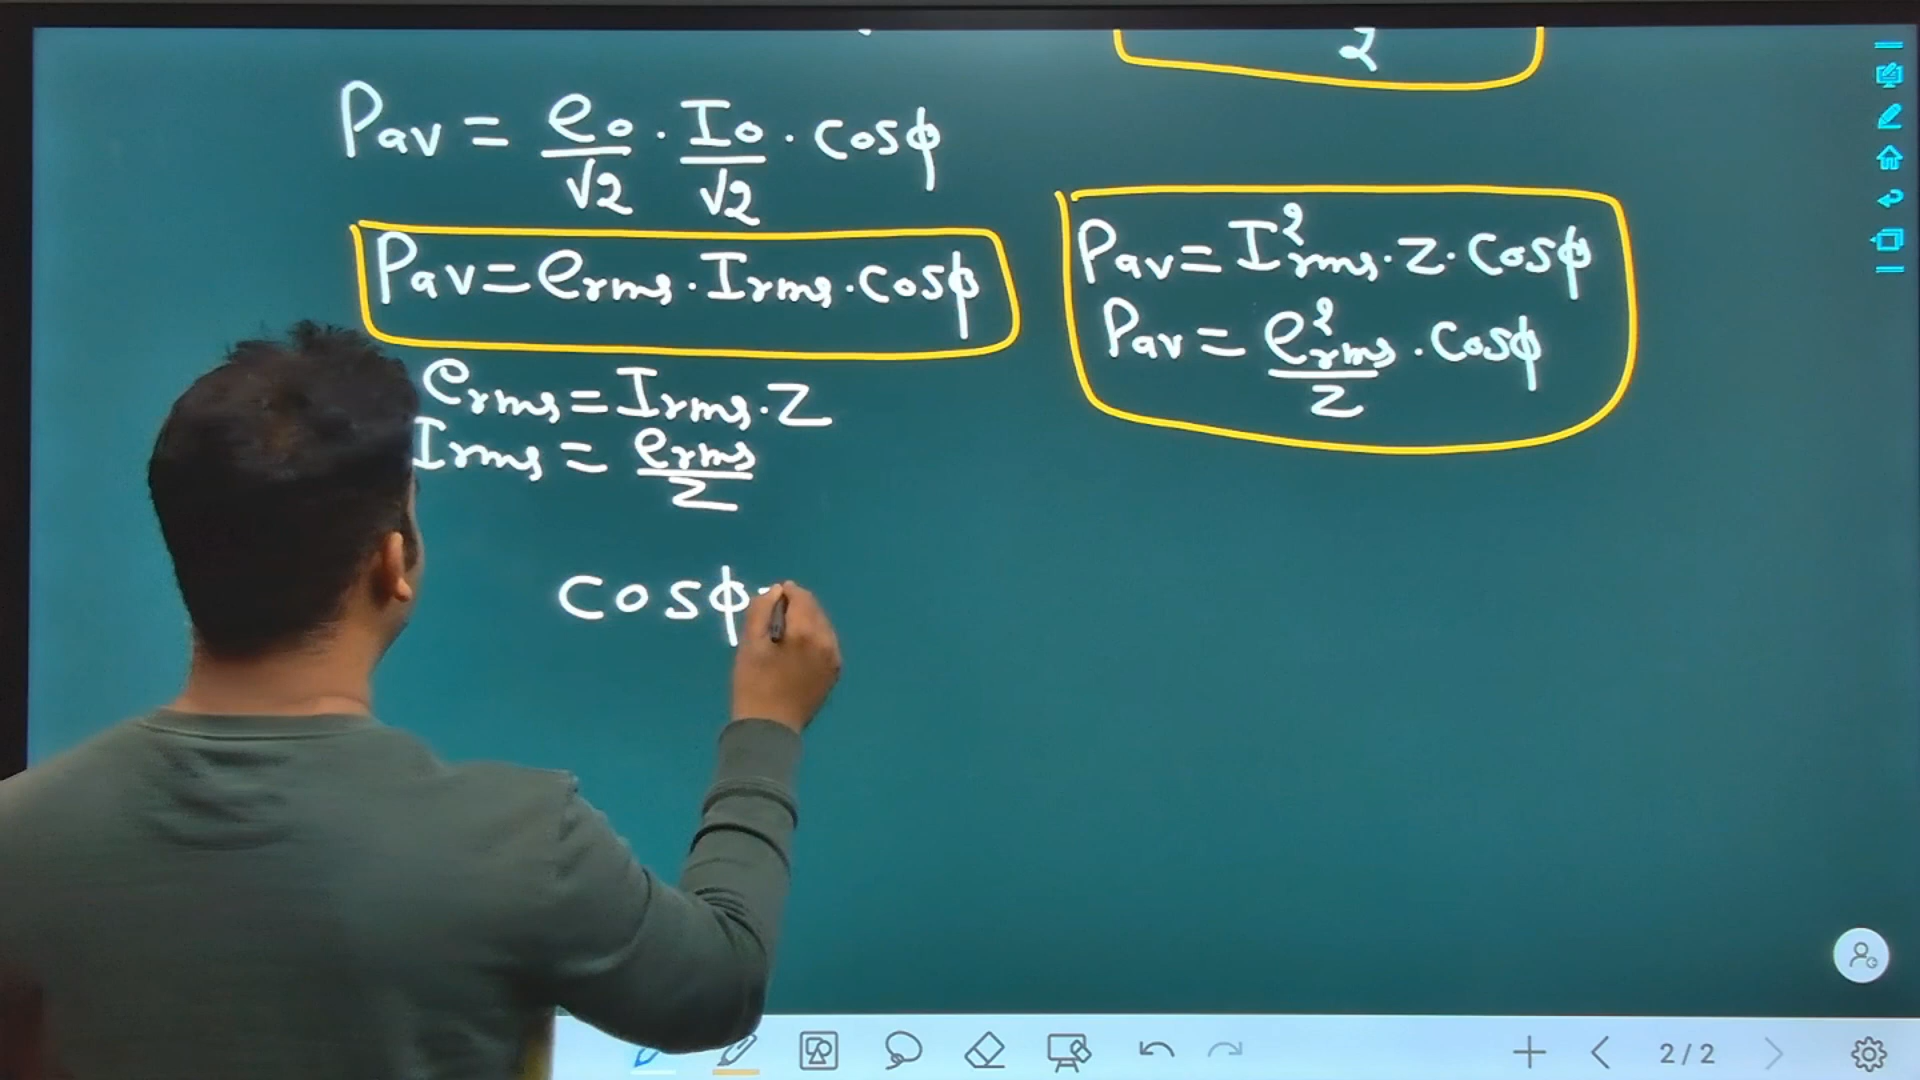 2
Pav = e₀/√2 · I₀/√2 · cosϕ
Pav = erms · Irms · cosϕ
erms = Irms · Z
Irms = erms/Z
cosϕ
Pav = I²rms · Z · cosϕ
Pav = e²rms/Z · cosϕ
2/2